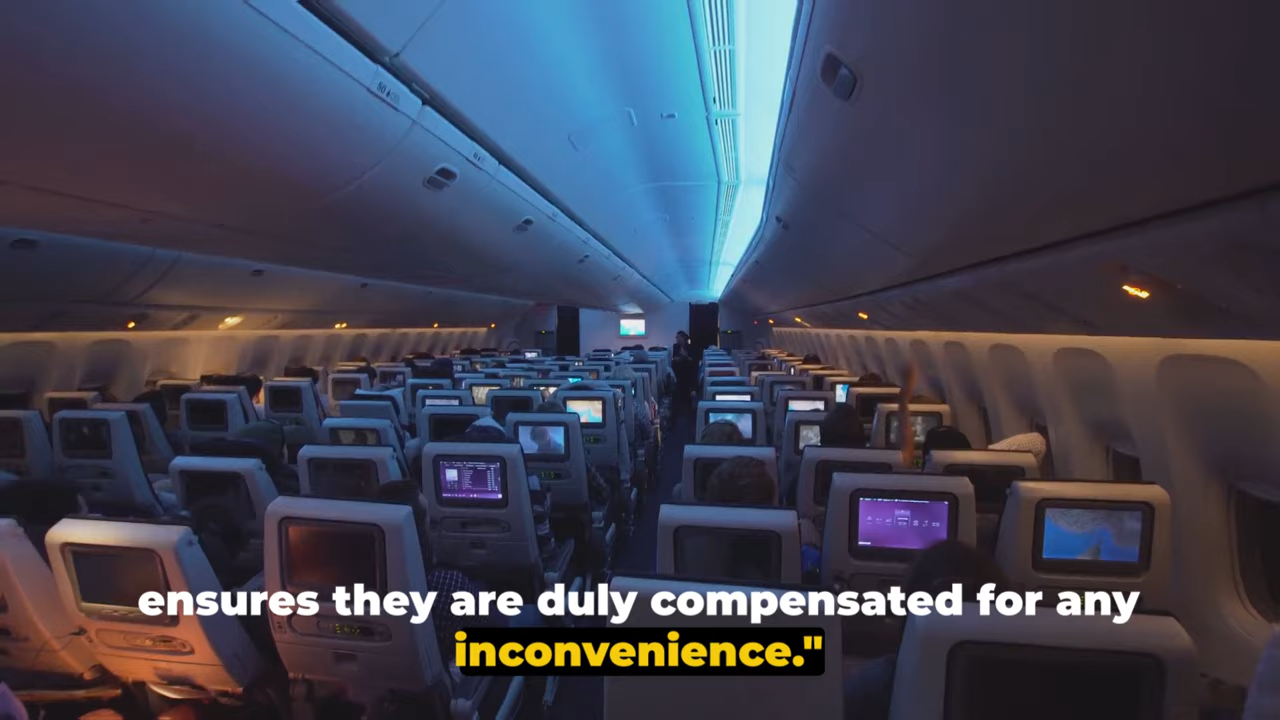 ensures they are duly compensated for any
inconvenience."